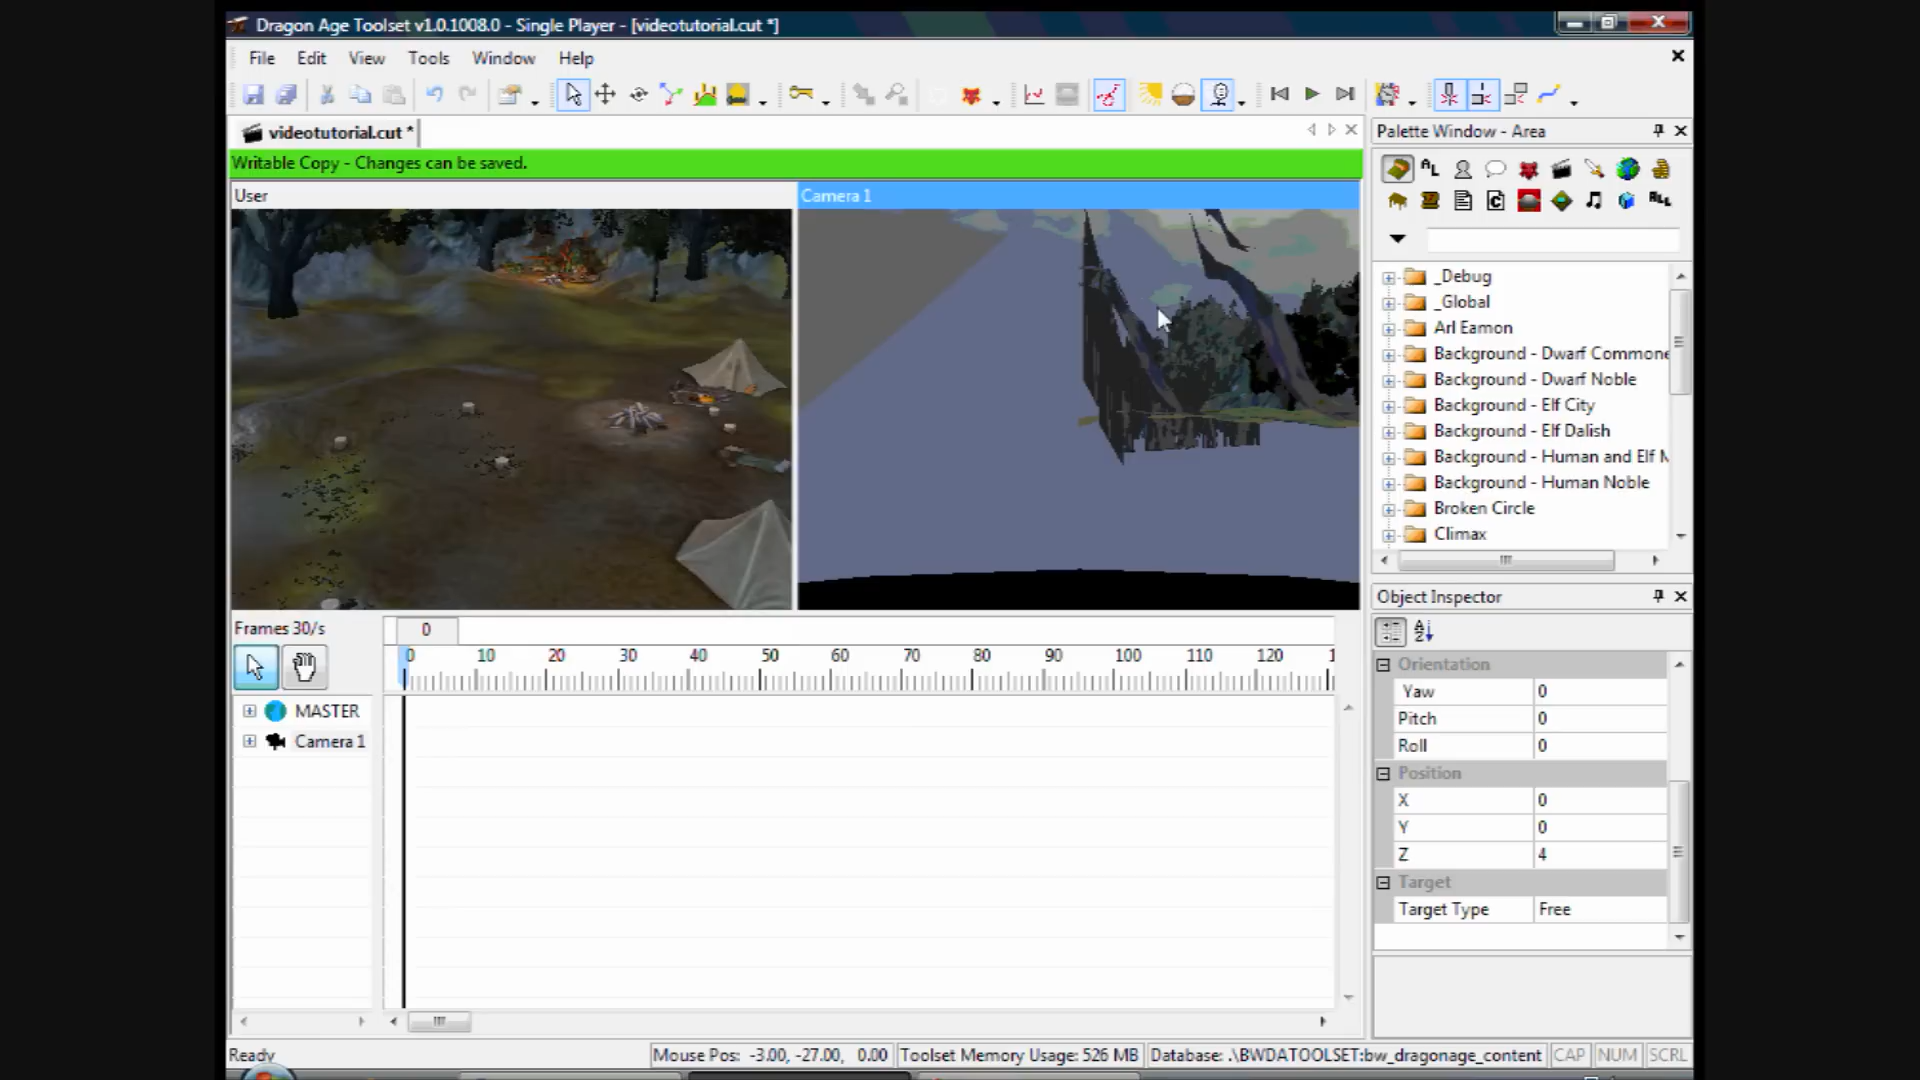 Dragon Age Toolset v1.0.1008.0 - Single Player - [videotutorial.cut *]
File Edit View Tools Window Help
videotutorial.cut *
Writable Copy - Changes can be saved.
User
Camera 1
Frames 30/s
0
0 10 20 30 40 50 60 70 80 90 100 110 120 1
MASTER
Camera 1
Palette Window - Area
_Debug
_Global
Arl Eamon
Background - Dwarf Commone
Background - Dwarf Noble
Background - Elf City
Background - Elf Dalish
Background - Human and Elf M
Background - Human Noble
Broken Circle
Climax
Object Inspector
Orientation
Yaw 0
Pitch 0
Roll 0
Position
X 0
Y 0
Z 4
Target
Target Type Free
Ready
Mouse Pos: -3.00, -27.00, 0.00
Toolset Memory Usage: 526 MB
Database: .\BWDATOOLSET:bw_dragonage_content
CAP NUM SCRL